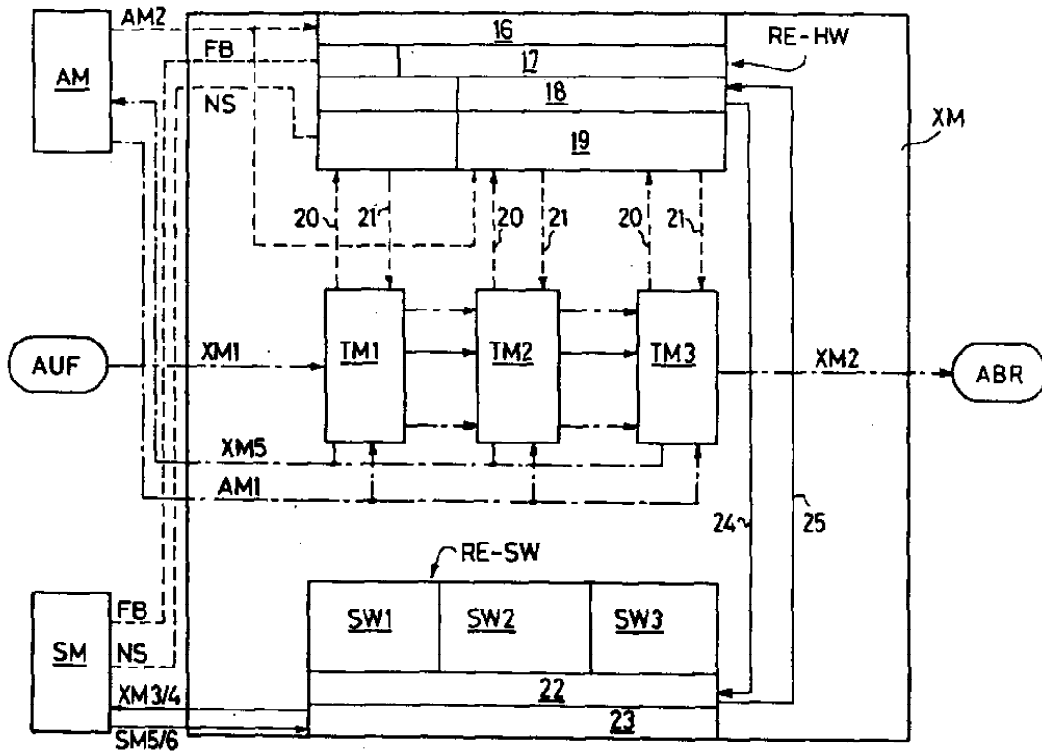 AM2
16
RE-HW
FB
17
AM
NS
18
XM
19
20
21
20
21
20
21
AUF
XM1
TM1
TM2
TM3
XM2
ABR
XM5
AM1
24
25
RE-SW
SW1
SW2
SW3
FB
SM
NS
22
XM3/4
23
SM5/6